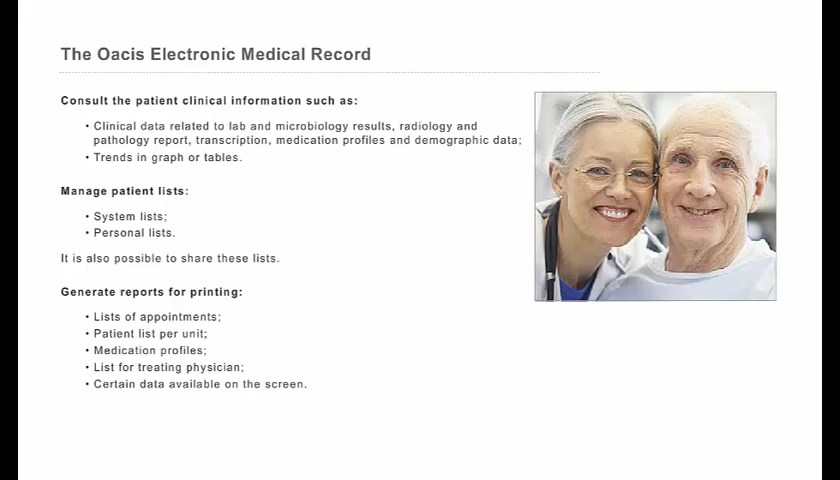 The Oacis Electronic Medical Record
Consult the patient clinical information such as:
• Clinical data related to lab and microbiology results, radiology and
pathology report, transcription, medication profiles and demographic data;
• Trends in graph or tables.
Manage patient lists:
• System lists;
• Personal lists.
It is also possible to share these lists.
Generate reports for printing:
• Lists of appointments;
• Patient list per unit;
• Medication profiles;
• List for treating physician;
• Certain data available on the screen.